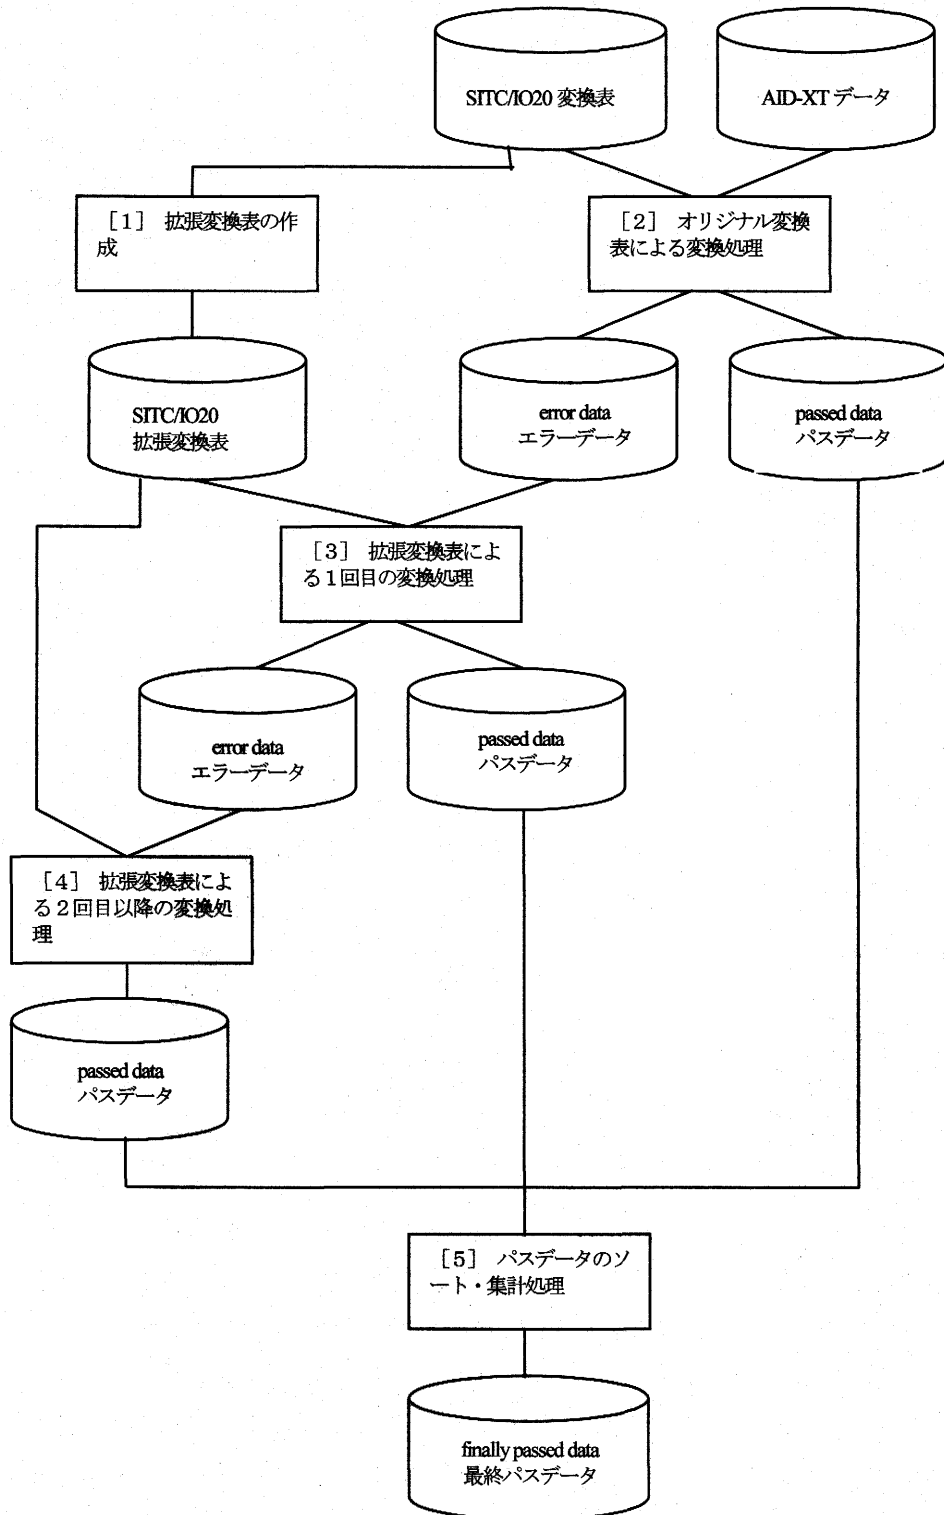 SITC/IO20 変換表
AID-XT データ
［1］ 拡張変換表の作
成
［2］ オリジナル変換
表による変換処理
SITC/IO20
拡張変換表
error data
エラーデータ
passed data
パスデータ
［3］ 拡張変換表によ
る1回目の変換処理
error data
エラーデータ
passed data
パスデータ
［4］ 拡張変換表によ
る2回目以降の変換処
理
passed data
パスデータ
［5］ パスデータのソ
ート・集計処理
finally passed data
最終パスデータ